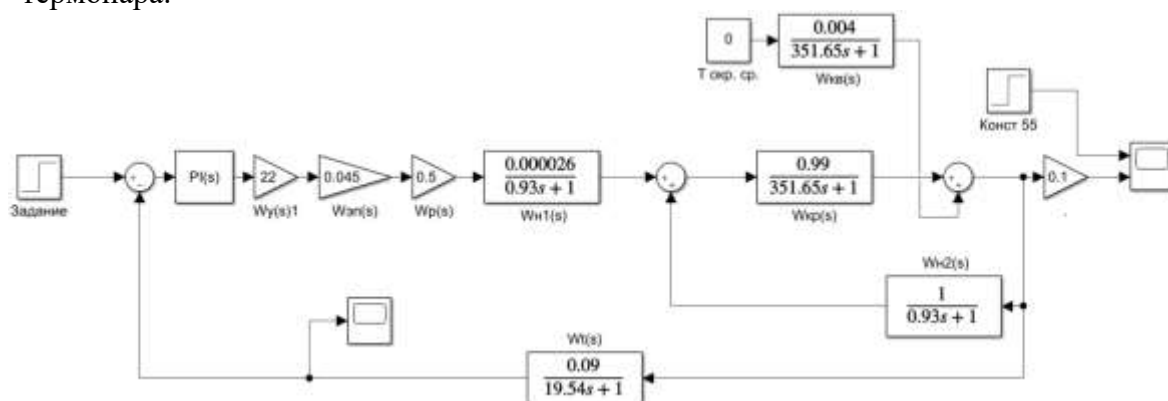 термопара.
0
0.004
351.65s + 1
T окр. ср.
Wкв(s)
Конст 55
Задание
PI(s)
22
0.045
0.5
0.000026
0.93s + 1
0.99
351.65s + 1
0.1
Wу(s)1
Wэп(s)
Wр(s)
Wн1(s)
Wкр(s)
Wн2(s)
1
0.93s + 1
Wt(s)
0.09
19.54s + 1